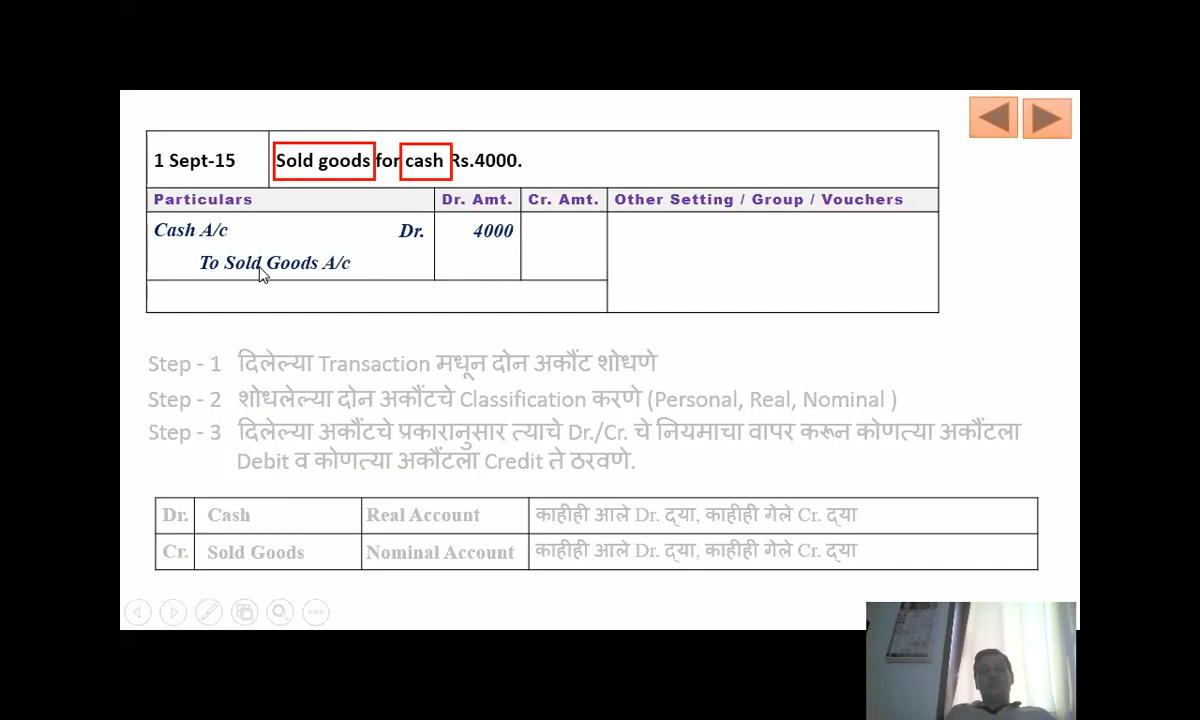 1 Sept-15 Sold goods for cash Rs.4000.
Particulars Dr. Amt. Cr. Amt. Other Setting / Group / Vouchers
Cash A/c Dr. 4000
To Sold Goods A/c
Step - 1 दिलेल्या Transaction मधून दोन अकौंट शोधणे
Step - 2 शोधलेल्या दोन अकौंटचे Classification करणे (Personal, Real, Nominal )
Step - 3 दिलेल्या अकौंटचे प्रकारानुसार त्याचे Dr./Cr. चे नियमाचा वापर करून कोणत्या अकौंटला
Debit व कोणत्या अकौंटला Credit ते ठरवणे.
Dr. Cash Real Account काहीही आले Dr. द्या, काहीही गेले Cr. द्या
Cr. Sold Goods Nominal Account काहीही आले Dr. द्या, काहीही गेले Cr. द्या